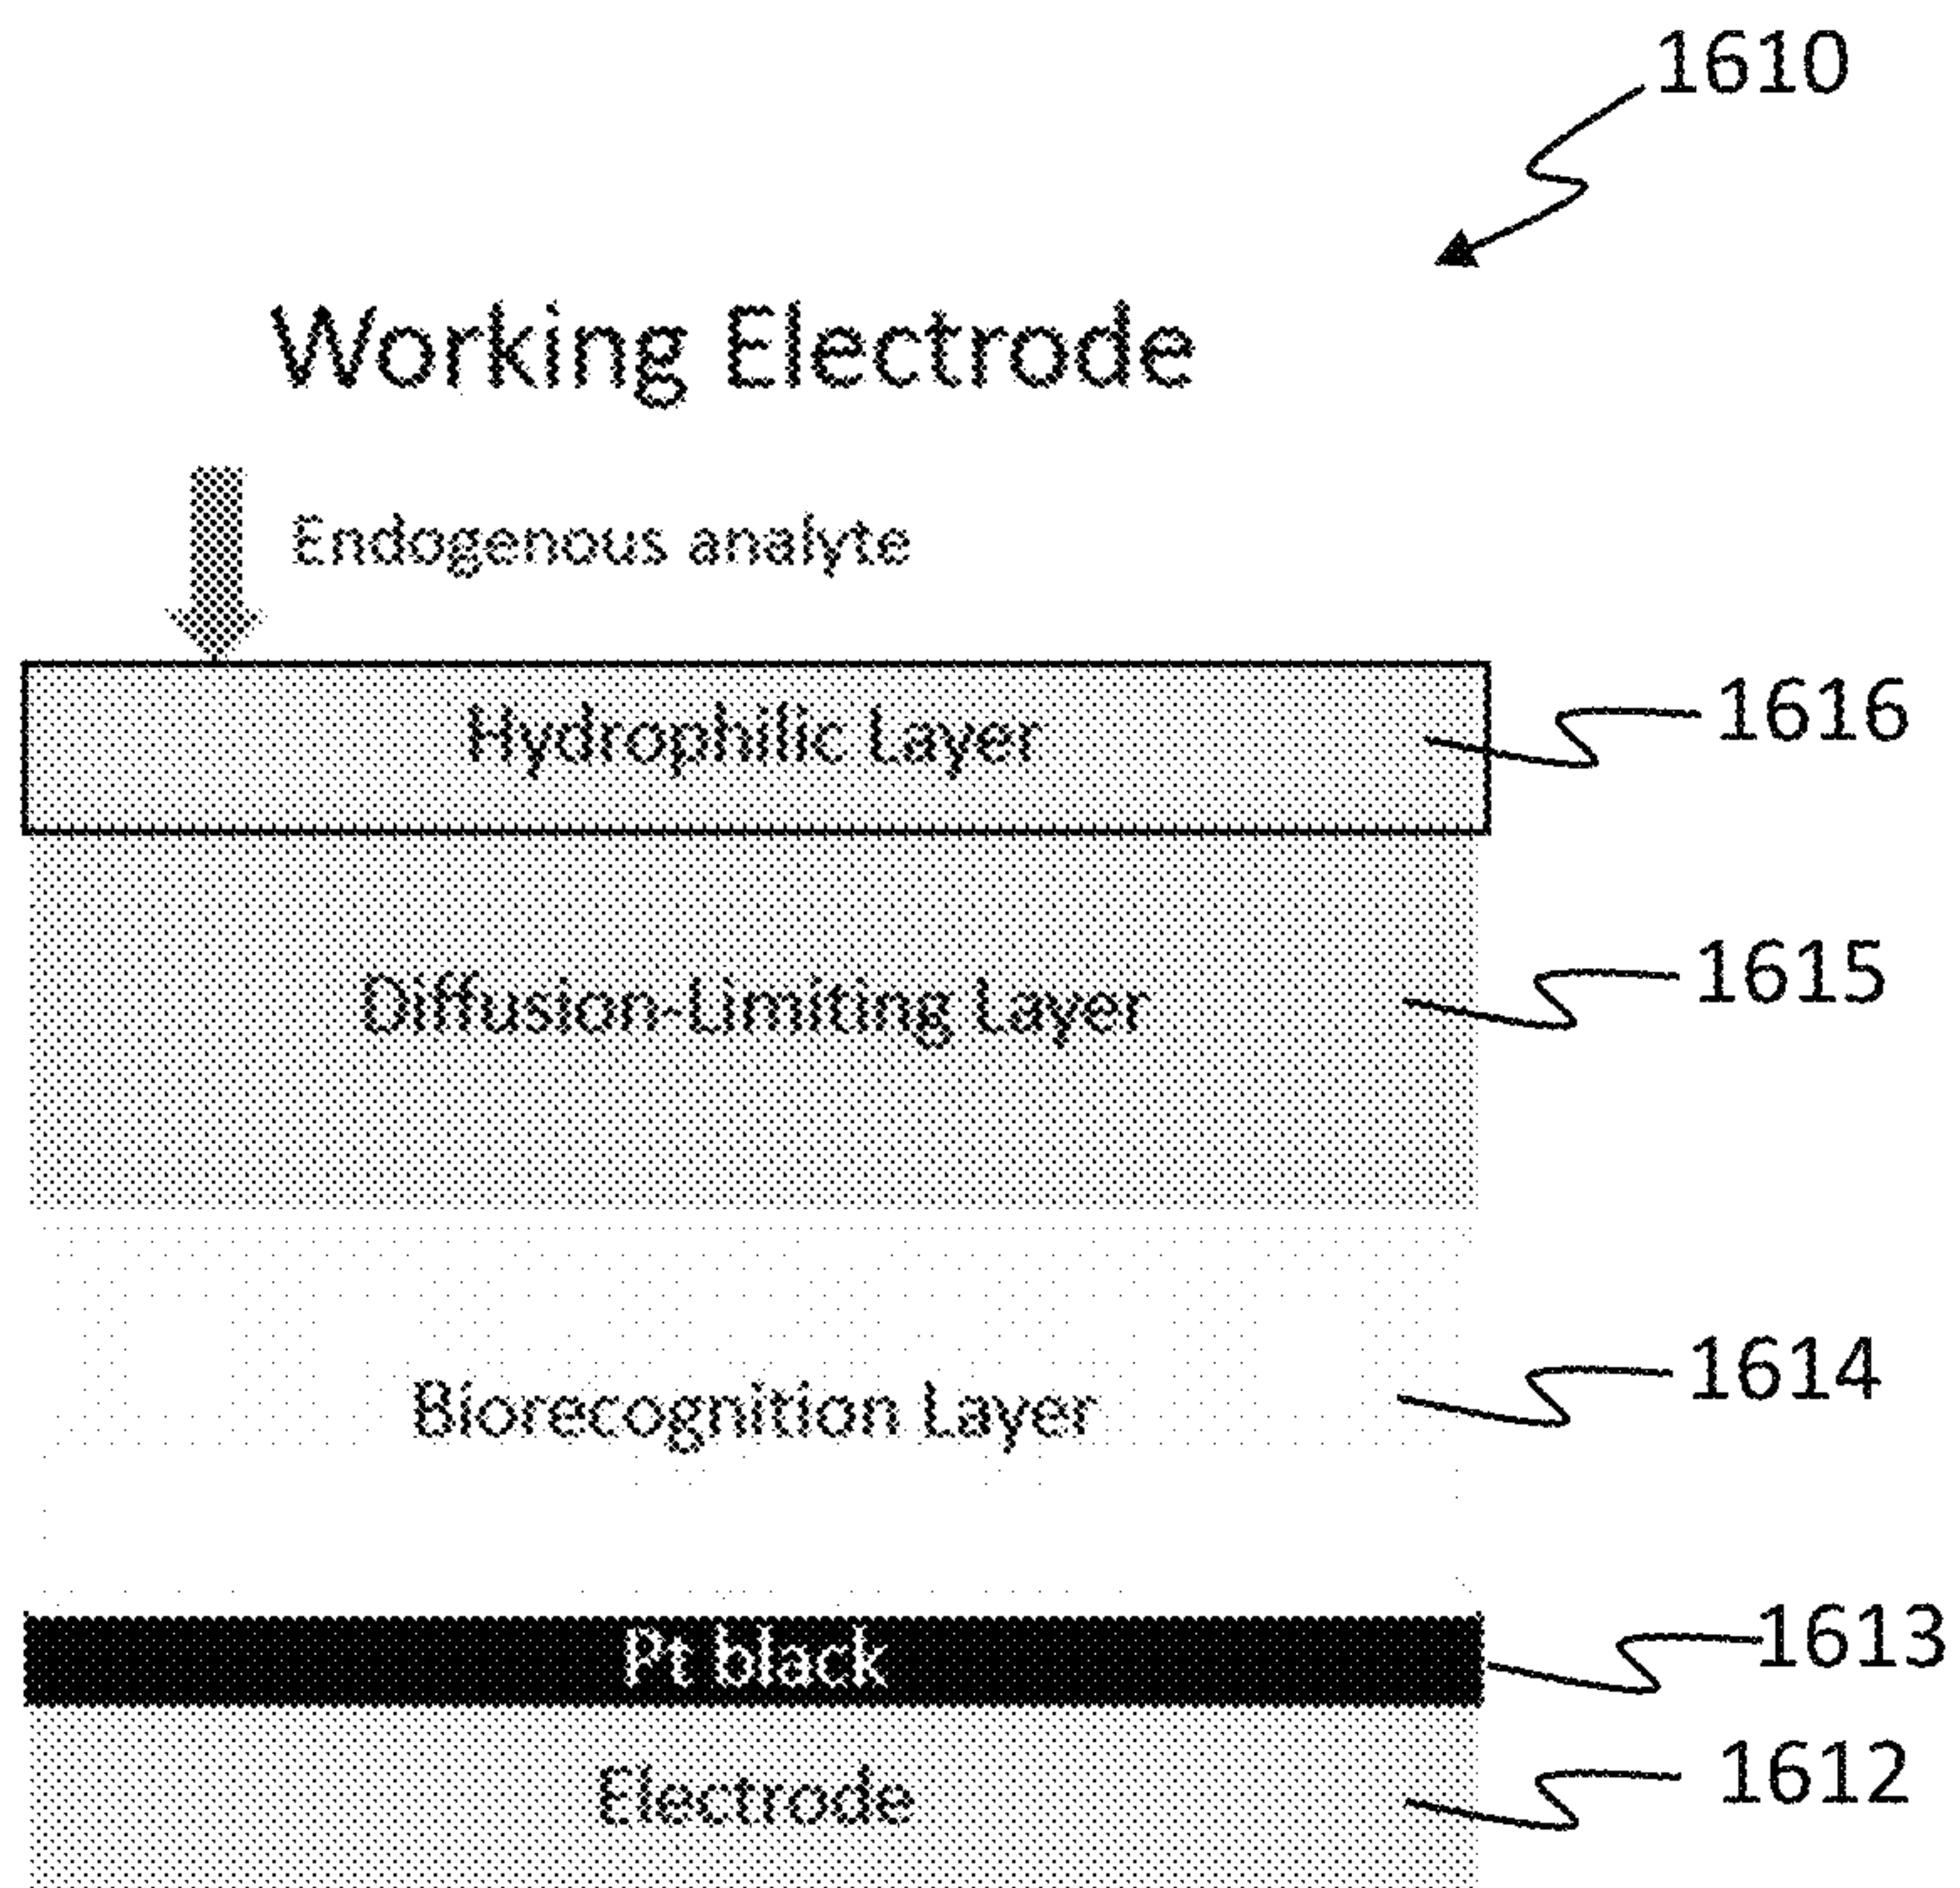 1610
Working Electrode
Endogenous analyte
Hydrophilic Layer
1616
Diffusion-Limiting Layer
1615
Biorecognition Layer
1614
Pt black
1613
Electrode
1612